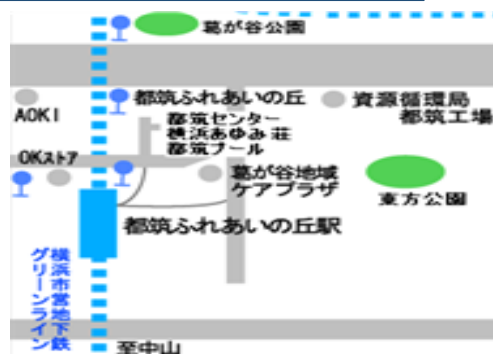 葛が谷公園
都筑ふれあいの丘
資源循環局
都筑工場
AOKI
都筑センター
横浜あゆみ荘
都筑プール
OKストア
葛が谷地域
ケアプラザ
東方公園
都筑ふれあいの丘駅
横浜市営地下鉄
グリーンライン
至中山